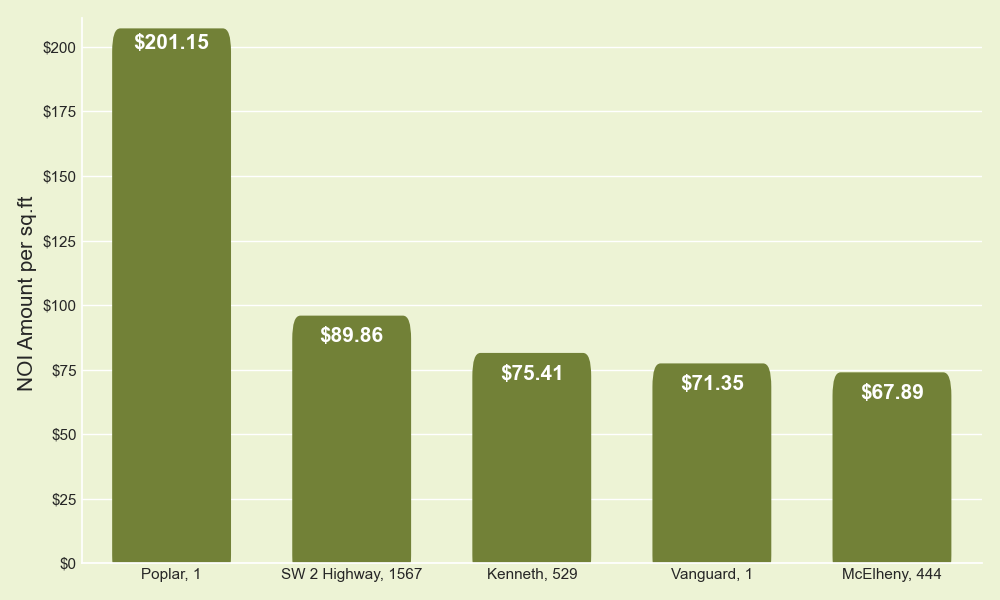 NOI Amount per sq.ft
$200
$175
$150
$125
$100
$75
$50
$25
$0
$201.15
$89.86
$75.41
$71.35
$67.89
Poplar, 1
SW 2 Highway, 1567
Kenneth, 529
Vanguard, 1
McElheny, 444